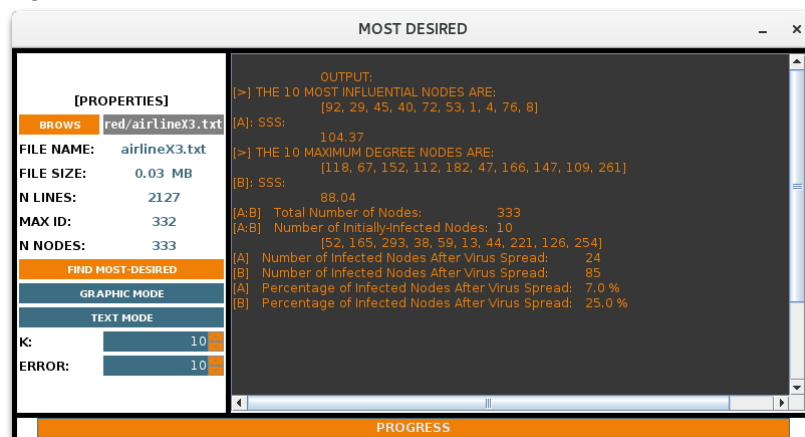 MOST DESIRED
[PROPERTIES]
BROWS red/airlineX3.txt
FILE NAME: airlineX3.txt
FILE SIZE: 0.03 MB
N LINES: 2127
MAX ID: 332
N NODES: 333
FIND MOST-DESIRED
GRAPHIC MODE
TEXT MODE
K: 10
ERROR: 10
OUTPUT:
[>] THE 10 MOST INFLUENTIAL NODES ARE:
[92, 29, 45, 40, 72, 53, 1, 4, 76, 8]
[A]: SSS:
104.37
[>] THE 10 MAXIMUM DEGREE NODES ARE:
[118, 67, 152, 112, 182, 47, 166, 147, 109, 261]
[B]: SSS:
88.04
[A:B] Total Number of Nodes: 333
[A:B] Number of Initially-Infected Nodes: 10
[52, 165, 293, 38, 59, 13, 44, 221, 126, 254]
[A] Number of Infected Nodes After Virus Spread: 24
[B] Number of Infected Nodes After Virus Spread: 85
[A] Percentage of Infected Nodes After Virus Spread: 7.0 %
[B] Percentage of Infected Nodes After Virus Spread: 25.0 %
PROGRESS